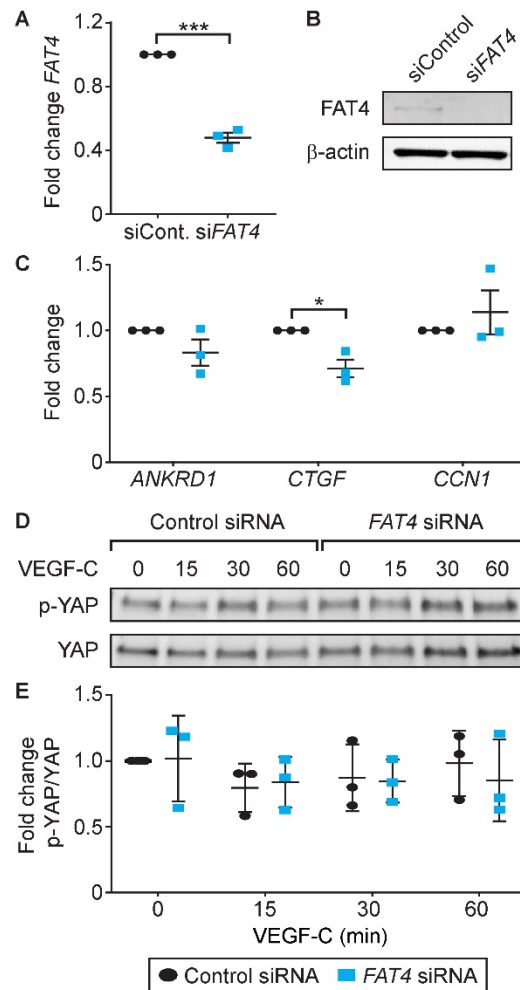 A
Fold change FAT4
1.2
0.8
0.4
0
***
siCont. siFAT4
B
siControl siFAT4
FAT4
β-actin
C
Fold change
1.5
1.0
0.5
0
*
ANKRD1 CTGF CCN1
D
Control siRNA FAT4 siRNA
VEGF-C 0 15 30 60 0 15 30 60
p-YAP
YAP
E
Fold change
p-YAP/YAP
1.5
1.0
0.5
0
0 15 30 60
VEGF-C (min)
Control siRNA FAT4 siRNA